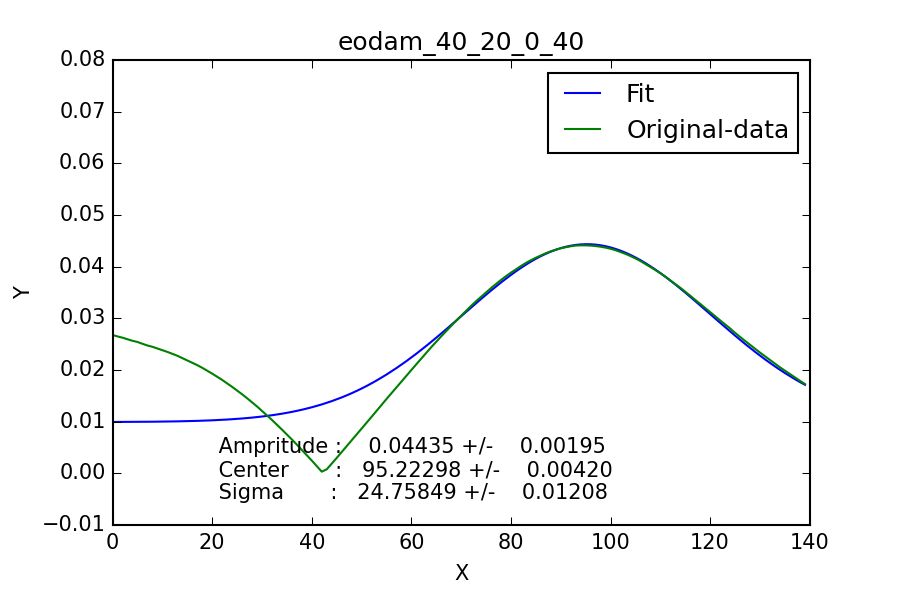 eodam_40_20_0_40
Fit
Original-data
0.08
0.07
0.06
0.05
0.04
0.03
0.02
0.01
0.00
−0.01
Y
Ampritude : 0.04435 +/- 0.00195
Center : 95.22298 +/- 0.00420
Sigma : 24.75849 +/- 0.01208
0 20 40 60 80 100 120 140
X